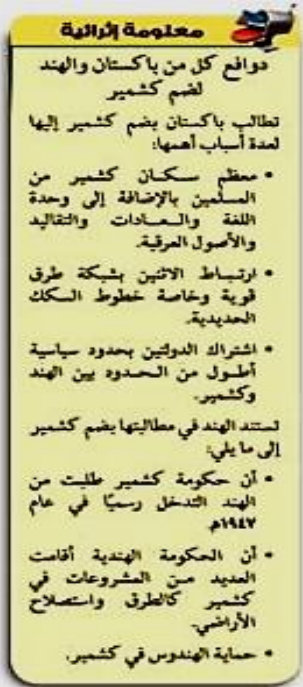 معلومة إثرائية
دوافع كل من باكستان والهند
لضم كشمير
تطالب باكستان بضم كشمير إليها
لعدة أسباب أهمها:
• معظم سكان كشمير من
المسلمين بالإضافة إلى وحدة
اللغة والعادات والتقاليد
والأصول العرقية.
• ارتباط الاثنين بشبكة طرق
قوية وخاصة خطوط السكك
الحديدية.
• اشتراك الدولتين بحدود سياسية
أطول من الحدود بين الهند
وكشمير.
تستند الهند في مطالبتها بضم كشمير
إلى ما يلي:
• أن حكومة كشمير طلبت من
الهند التدخل رسميًا في عام
١٩٤٧م.
• أن الحكومة الهندية أقامت
العديد من المشروعات في
كشمير كالطرق واستصلاح
الأراضي.
• حماية الهندوس في كشمير.